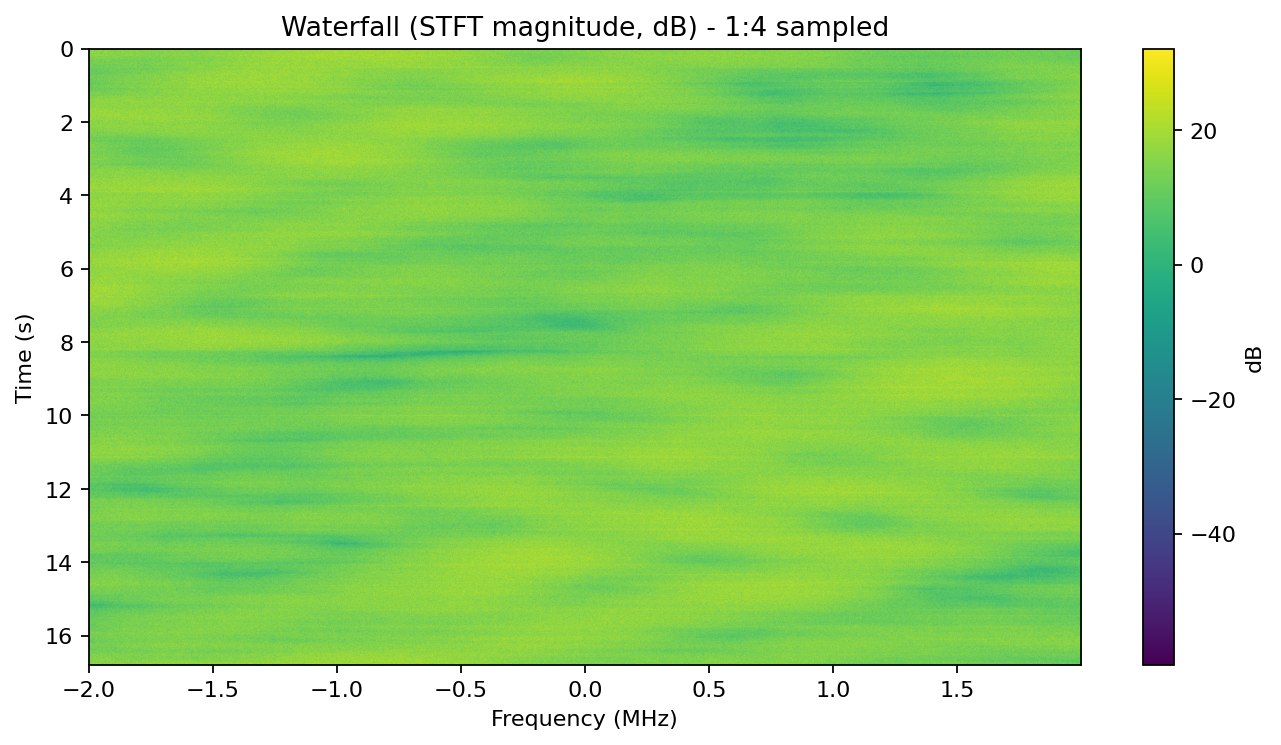 Waterfall (STFT magnitude, dB) - 1:4 sampled
0
2
4
6
8
10
12
14
16
Time (s)
−2.0 −1.5 −1.0 −0.5 0.0 0.5 1.0 1.5
Frequency (MHz)
20
0
−20
−40
dB